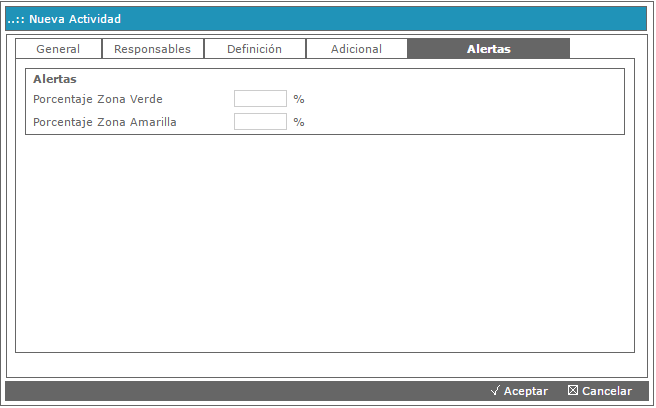 ..:: Nueva Actividad
General Responsables Definición Adicional Alertas
Alertas
Porcentaje Zona Verde %
Porcentaje Zona Amarilla %
Aceptar Cancelar